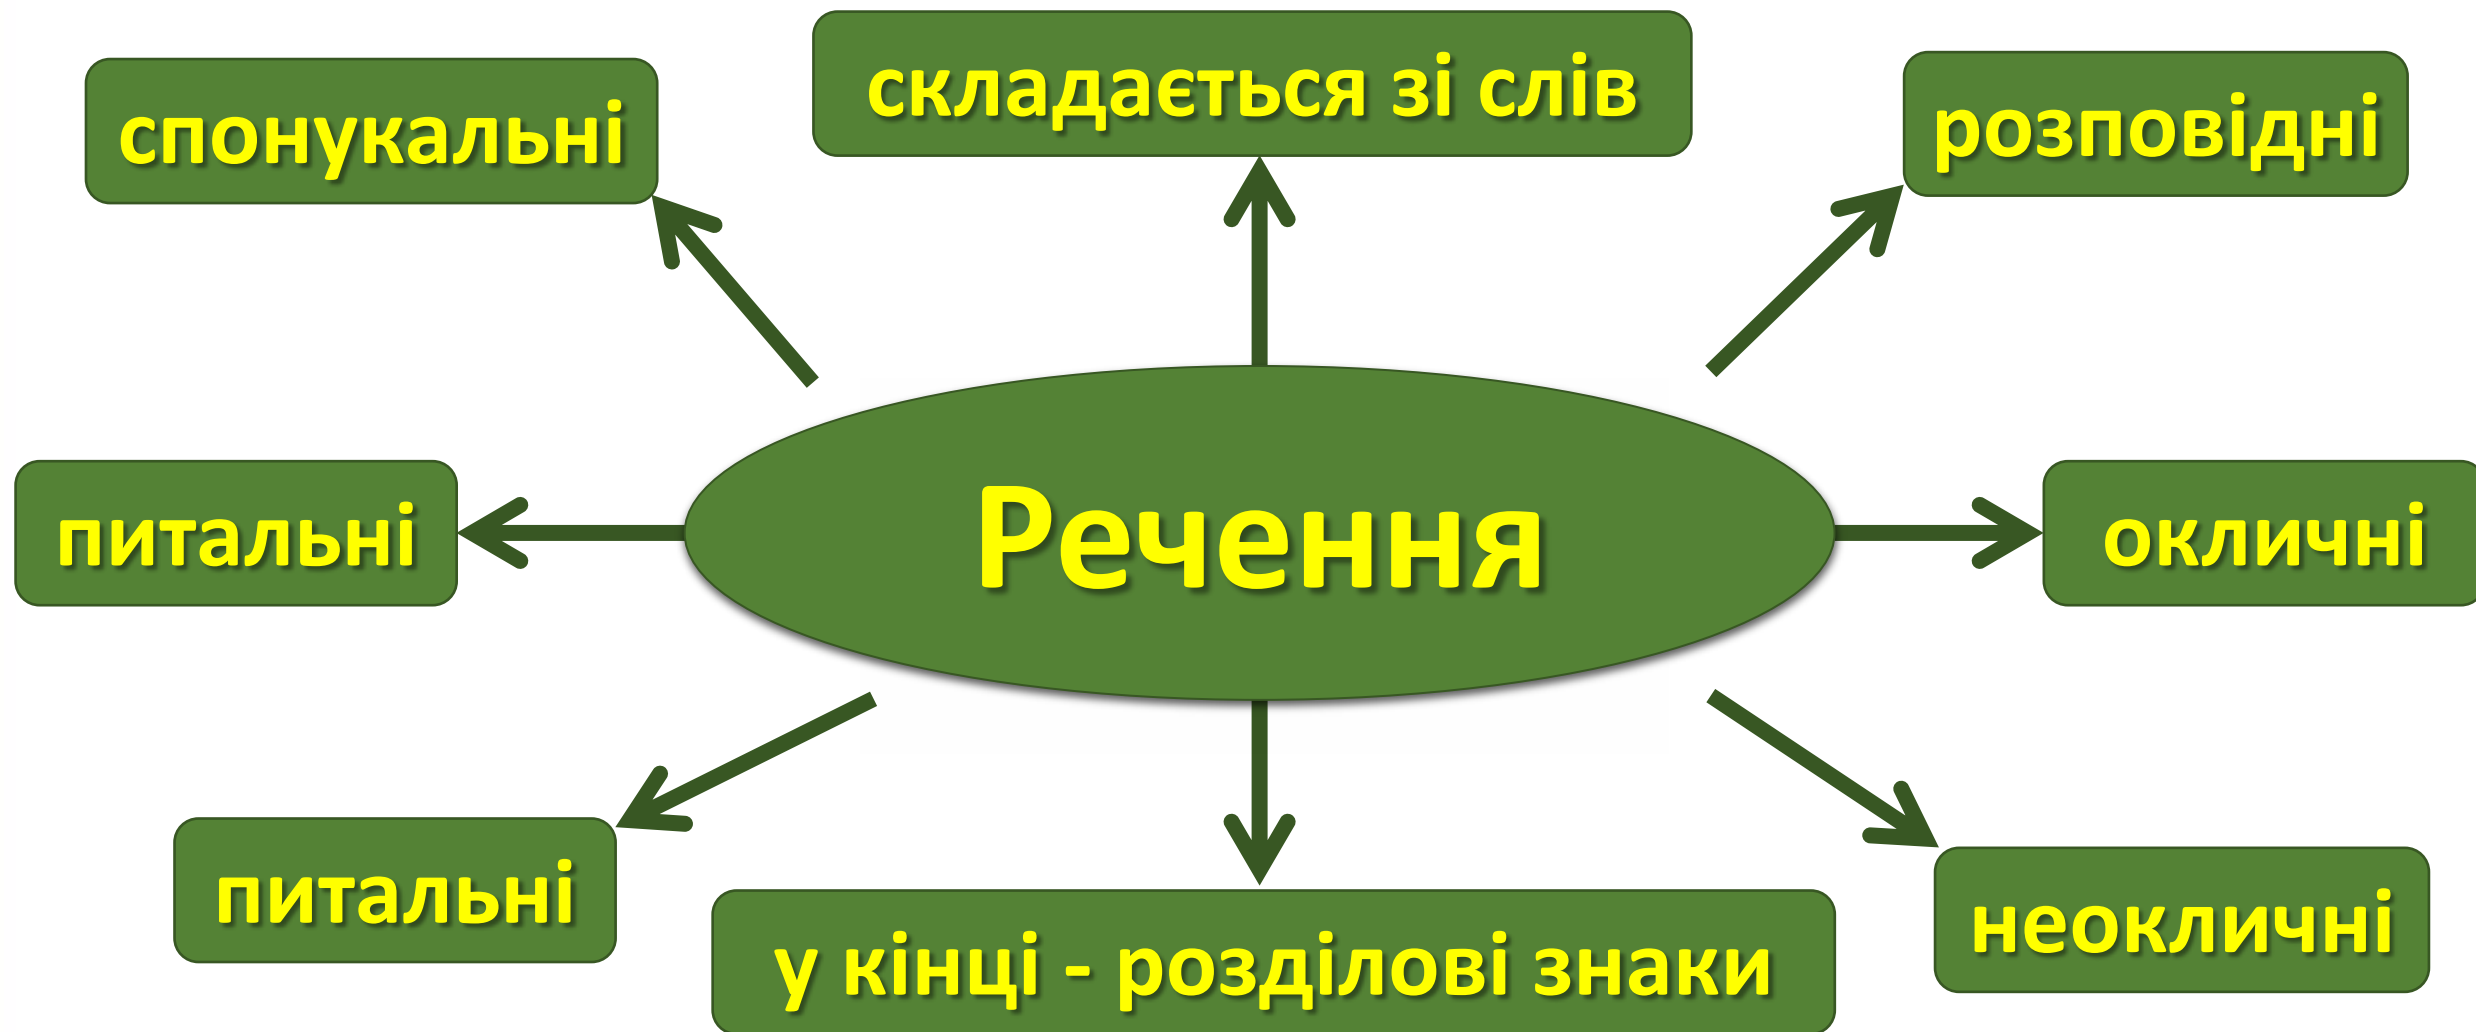 складається зі слів
спонукальні
розповідні
питальні
Речення
окличні
питальні
неокличні
у кінці - розділові знаки